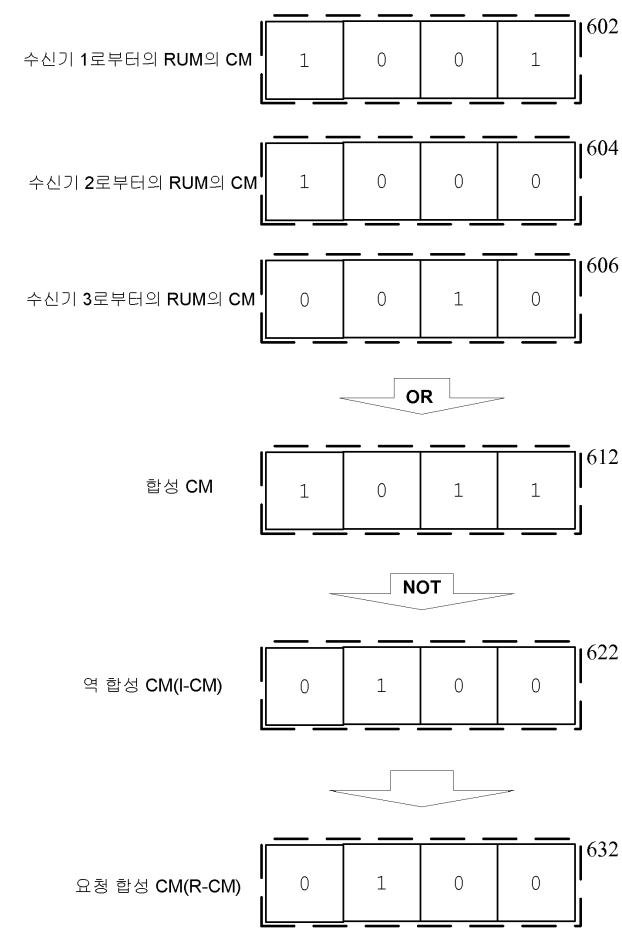 602
수신기 1로부터의 RUM의 CM 1 0 0 1
604
수신기 2로부터의 RUM의 CM 1 0 0 0
606
수신기 3로부터의 RUM의 CM 0 0 1 0
OR
612
합성 CM 1 0 1 1
NOT
622
역 합성 CM(I-CM) 0 1 0 0
632
요청 합성 CM(R-CM) 0 1 0 0